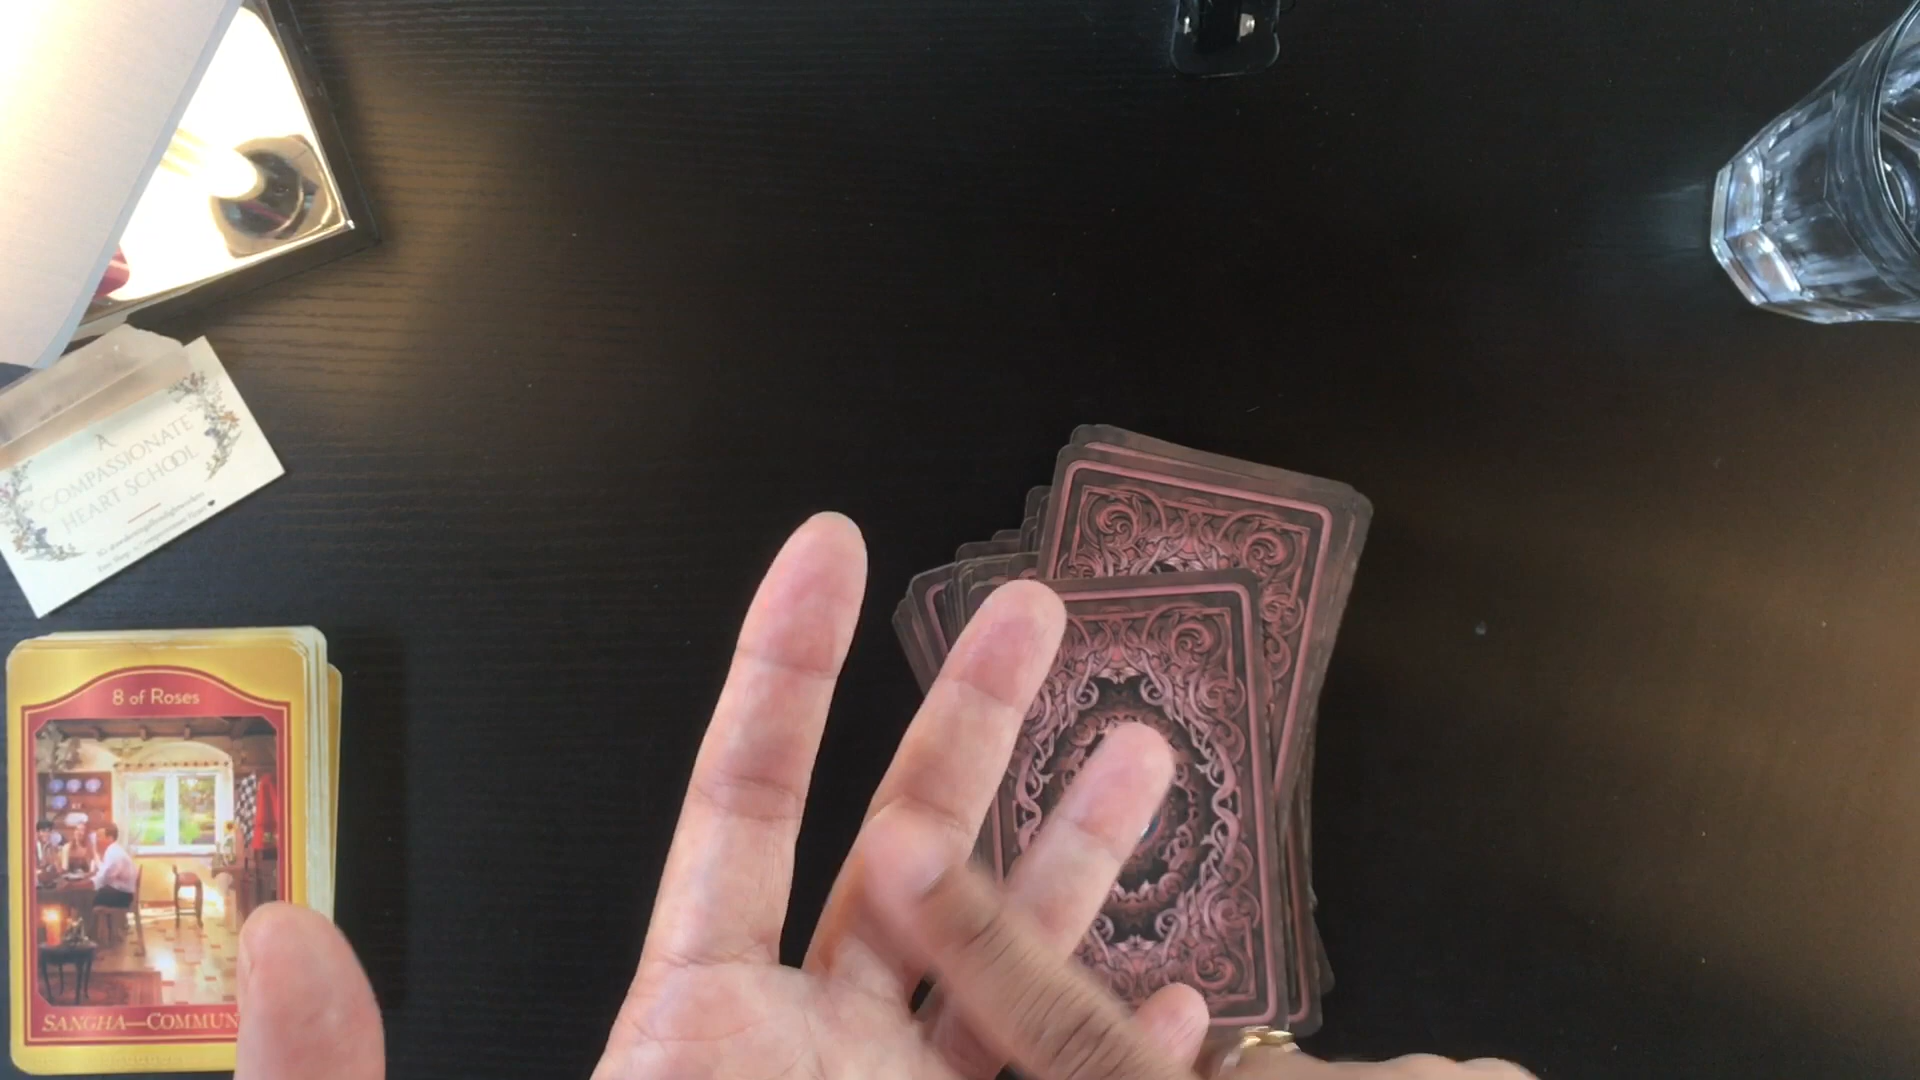 A
COMPASSIONATE
HEART SCHOOL
8 OF ROSES
SANGHA—COMMUN